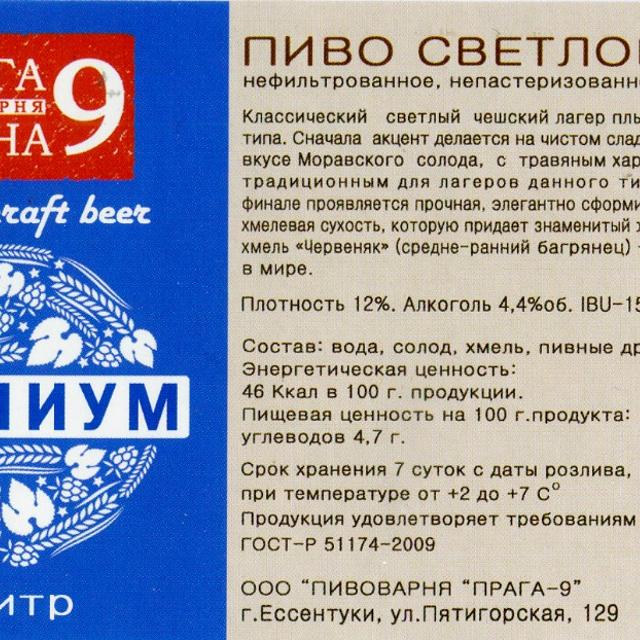 ГА
РНЯ
НА
9
raft beer
ИУМ
итр
ПИВО СВЕТЛО
нефильтрованное, непастеризованн
Классический светлый чешский лагер пль
типа. Сначала акцент делается на чистом слад
вкусе Моравского солода, с травяным хар
традиционным для лагеров данного ти
финале проявляется прочная, элегантно сформи
хмелевая сухость, которую придает знаменитый
хмель «Червеняк» (средне-ранний багрянец) -
в мире.
Плотность 12%. Алкоголь 4,4%об. IBU-15
Состав: вода, солод, хмель, пивные др
Энергетическая ценность:
46 Ккал в 100 г. продукции.
Пищевая ценность на 100 г.продукта:
углеводов 4,7 г.
Срок хранения 7 суток с даты розлива,
при температуре от +2 до +7 С°
Продукция удовлетворяет требованиям
ГОСТ-Р 51174-2009
ООО "ПИВОВАРНЯ "ПРАГА-9"
г.Ессентуки, ул.Пятигорская, 129